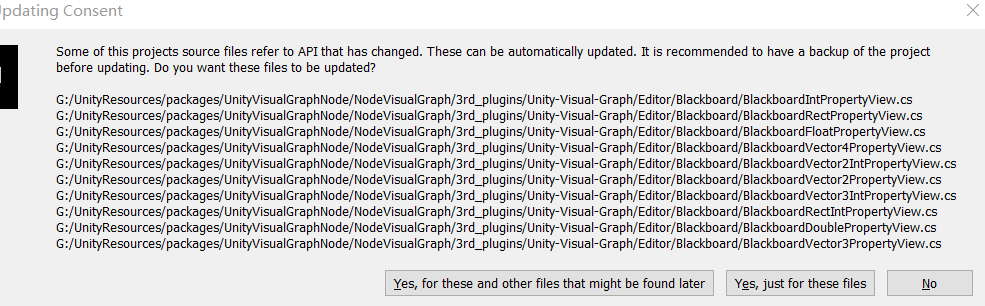 Updating Consent
Some of this projects source files refer to API that has changed. These can be automatically updated. It is recommended to have a backup of the project
before updating. Do you want these files to be updated?
G:/UnityResources/packages/UnityVisualGraphNode/NodeVisualGraph/3rd_plugins/Unity-Visual-Graph/Editor/Blackboard/BlackboardIntPropertyView.cs
G:/UnityResources/packages/UnityVisualGraphNode/NodeVisualGraph/3rd_plugins/Unity-Visual-Graph/Editor/Blackboard/BlackboardRectPropertyView.cs
G:/UnityResources/packages/UnityVisualGraphNode/NodeVisualGraph/3rd_plugins/Unity-Visual-Graph/Editor/Blackboard/BlackboardFloatPropertyView.cs
G:/UnityResources/packages/UnityVisualGraphNode/NodeVisualGraph/3rd_plugins/Unity-Visual-Graph/Editor/Blackboard/BlackboardVector4PropertyView.cs
G:/UnityResources/packages/UnityVisualGraphNode/NodeVisualGraph/3rd_plugins/Unity-Visual-Graph/Editor/Blackboard/BlackboardVector2IntPropertyView.cs
G:/UnityResources/packages/UnityVisualGraphNode/NodeVisualGraph/3rd_plugins/Unity-Visual-Graph/Editor/Blackboard/BlackboardVector2PropertyView.cs
G:/UnityResources/packages/UnityVisualGraphNode/NodeVisualGraph/3rd_plugins/Unity-Visual-Graph/Editor/Blackboard/BlackboardVector3IntPropertyView.cs
G:/UnityResources/packages/UnityVisualGraphNode/NodeVisualGraph/3rd_plugins/Unity-Visual-Graph/Editor/Blackboard/BlackboardRectIntPropertyView.cs
G:/UnityResources/packages/UnityVisualGraphNode/NodeVisualGraph/3rd_plugins/Unity-Visual-Graph/Editor/Blackboard/BlackboardDoublePropertyView.cs
G:/UnityResources/packages/UnityVisualGraphNode/NodeVisualGraph/3rd_plugins/Unity-Visual-Graph/Editor/Blackboard/BlackboardVector3PropertyView.cs
Yes, for these and other files that might be found later
Yes, just for these files
No